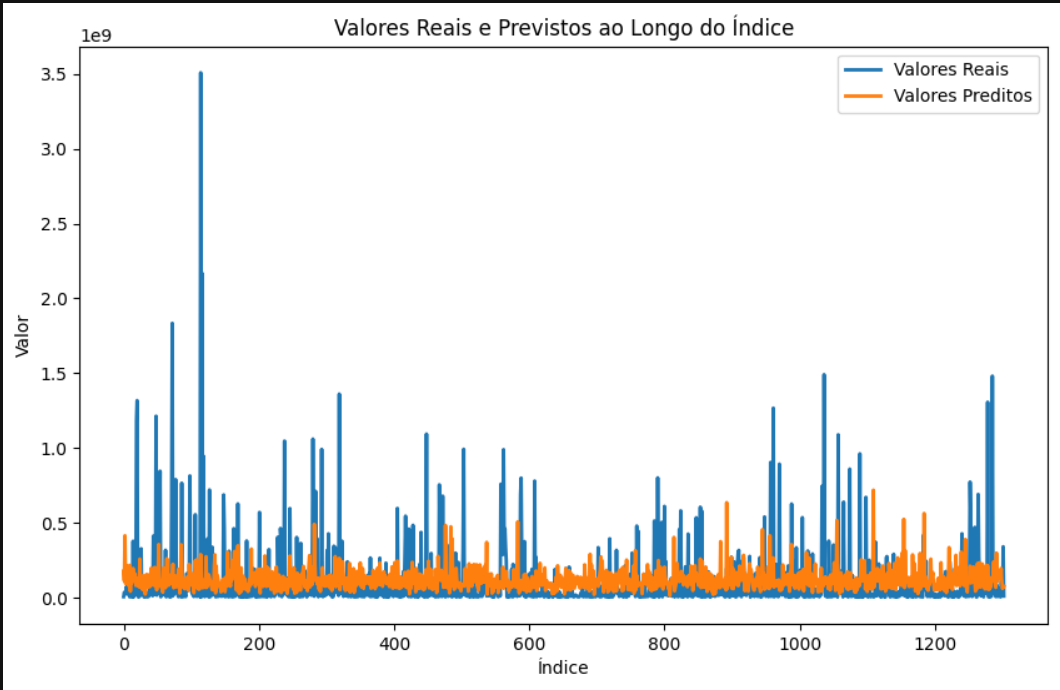 Valores Reais e Previstos ao Longo do Índice
1e9
Valores Reais
Valores Preditos
3.5
3.0
2.5
2.0
1.5
1.0
0.5
0.0
Valor
0 200 400 600 800 1000 1200
Índice